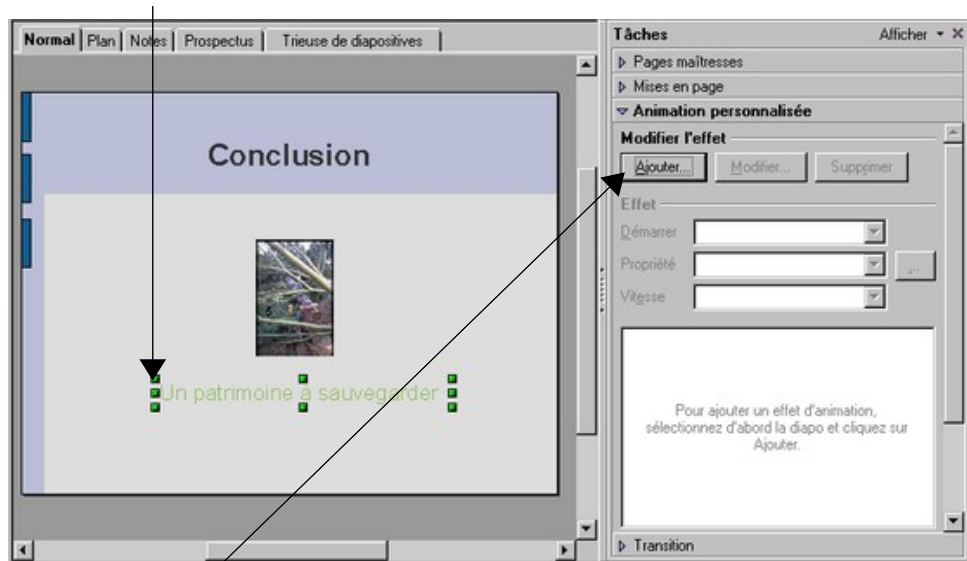 Normal Plan Notes Prospectus Trieuse de diapositives
Conclusion
Un patrimoine à sauvegarder
Tâches Afficher
Pages maîtresses
Mises en page
Animation personnalisée
Modifier l'effet
Ajouter... Modifier... Supprimer
Effet
Démarrer
Propriété ...
Vitesse
Pour ajouter un effet d'animation,
sélectionnez d'abord la diapo et cliquez sur
Ajouter.
Transition